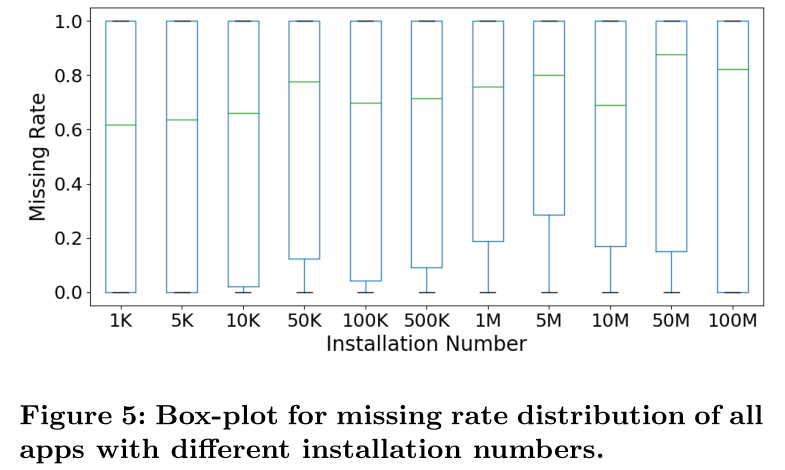 1.0
0.8
0.6
0.4
0.2
0.0
Missing Rate
1K 5K 10K 50K 100K 500K 1M 5M 10M 50M 100M
Installation Number
Figure 5: Box-plot for missing rate distribution of all
apps with different installation numbers.